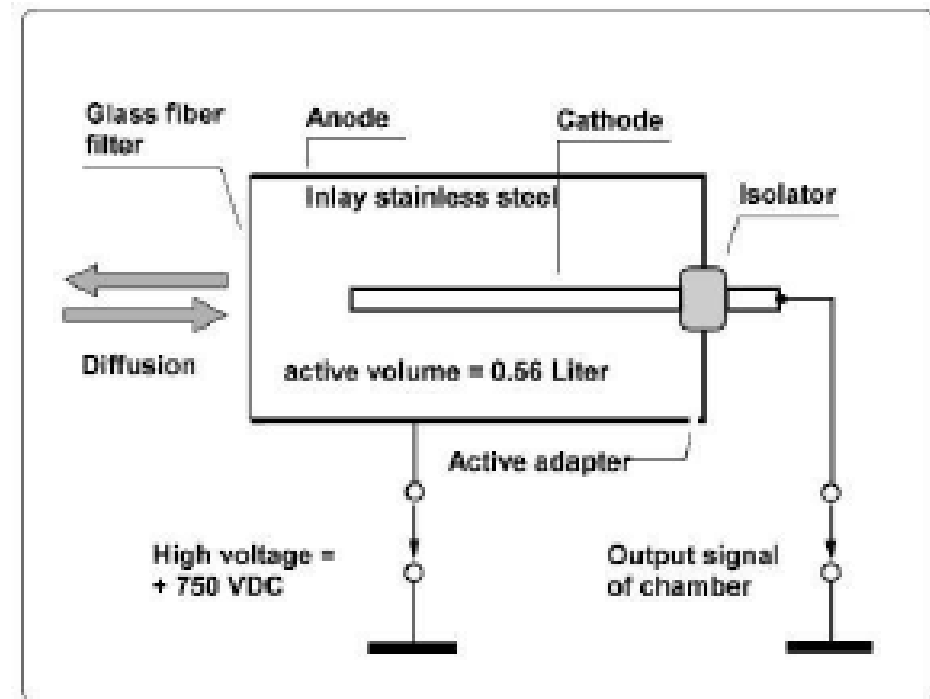 Glass fiber
filter
Anode
Cathode
Inlay stainless steel
Isolator
Diffusion
active volume = 0.56 Liter
Active adapter
High voltage =
+ 750 VDC
Output signal
of chamber